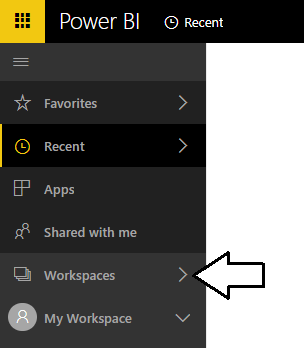 Power BI Recent
Favorites
Recent
Apps
Shared with me
Workspaces
My Workspace